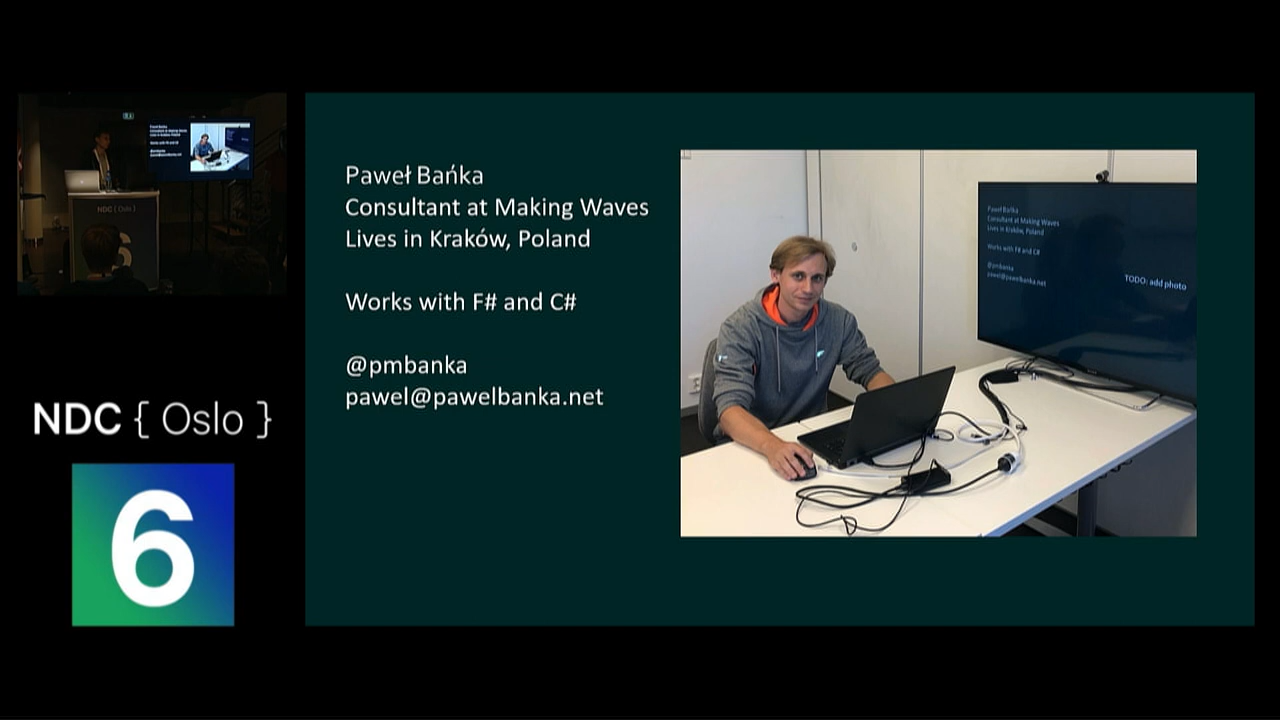 Paweł Bańka
Consultant at Making Waves
Lives in Kraków, Poland
Works with F# and C#
@pmbanka
pawel@pawelbanka.net
Paweł Bańka
Consultant at Making Waves
Lives in Kraków, Poland
Works with F# and C#
@pmbanka
pawel@pawelbanka.net
TODO: add photo
NDC { Oslo }
NDC { Oslo }
6